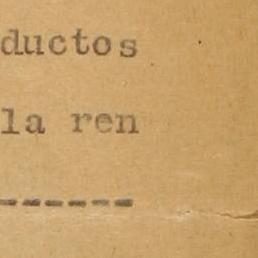 ductos
la ren
------